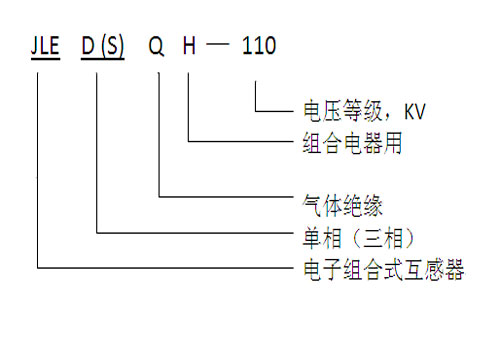 JLE D(S) Q H — 110
电压等级，KV
组合电器用
气体绝缘
单相（三相）
电子组合式互感器